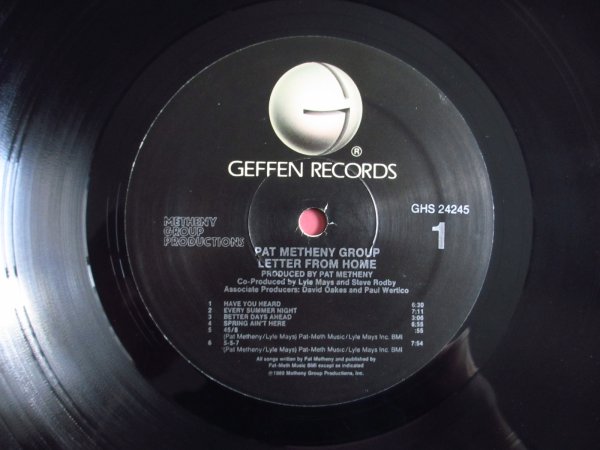 ®
GEFFEN RECORDS
GHS 24245
1
METHENY
GROUP
PRODUCTIONS
PAT METHENY GROUP
LETTER FROM HOME
PRODUCED BY PAT METHENY
Co-Produced by Lyle Mays and Steve Rodby
Associate Producers: David Oakes and Paul Wertico
1 HAVE YOU HEARD 6:30
2 EVERY SUMMER NIGHT 7:11
3 BETTER DAYS AHEAD 3:06
4 SPRING AIN'T HERE 6:55
5 45/8 :55
(Pat Metheny/Lyle Mays) Pat-Meth Music/Lyle Mays Inc. BMI
6 5-5-7 7:54
(Pat Metheny/Lyle Mays) Pat-Meth Music/Lyle Mays Inc. BMI
All songs written by Pat Metheny and published by
Pat-Meth Music BMI except as indicated
℗1989 Metheny Group Productions, Inc.